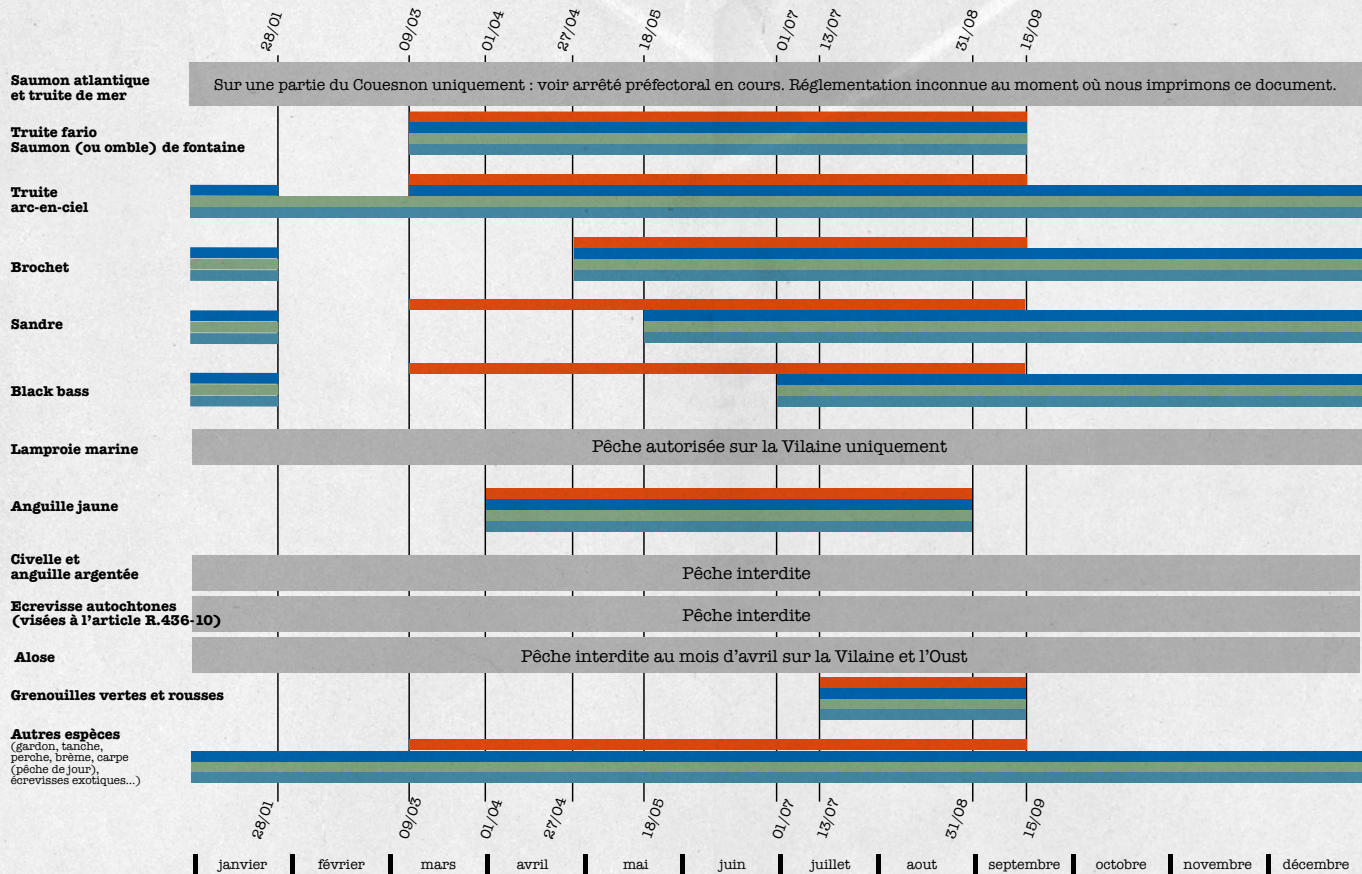 28/01
09/03
01/04
27/04
18/05
01/07
13/07
31/08
15/09
Saumon atlantique
et truite de mer
Sur une partie du Couesnon uniquement : voir arrêté préfectoral en cours. Réglementation inconnue au moment où nous imprimons ce document.
Truite fario
Saumon (ou omble) de fontaine
Truite
arc-en-ciel
Brochet
Sandre
Black bass
Lamproie marine
Pêche autorisée sur la Vilaine uniquement
Anguille jaune
Civelle et
anguille argentée
Pêche interdite
Ecrevisse autochtones
(visées à l'article R.436-10)
Pêche interdite
Alose
Pêche interdite au mois d'avril sur la Vilaine et l'Oust
Grenouilles vertes et rousses
Autres espèces
(gardon, tanche,
perche, brème, carpe
(pêche de jour),
écrevisses exotiques...)
28/01
09/03
01/04
27/04
18/05
01/07
13/07
31/08
15/09
janvier
février
mars
avril
mai
juin
juillet
aout
septembre
octobre
novembre
décembre